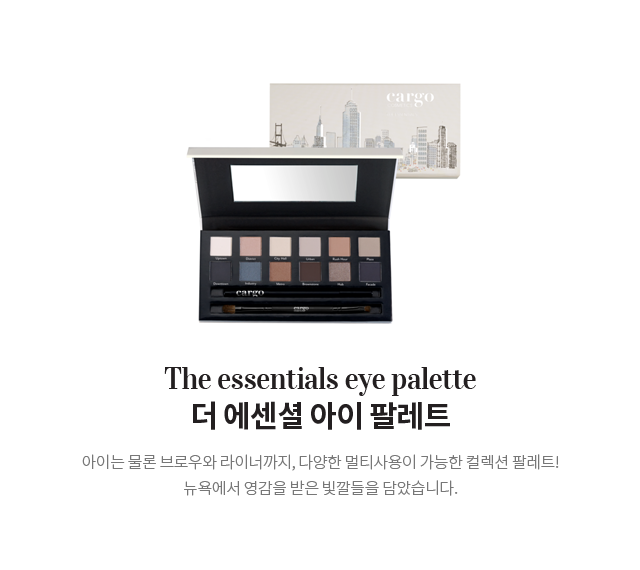 cargo
cargo
cargo
The essentials eye palette
더 에센셜 아이 팔레트
아이는 물론 브로우와 라이너까지, 다양한 멀티사용이 가능한 컬렉션 팔레트!
뉴욕에서 영감을 받은 빛깔들을 담았습니다.